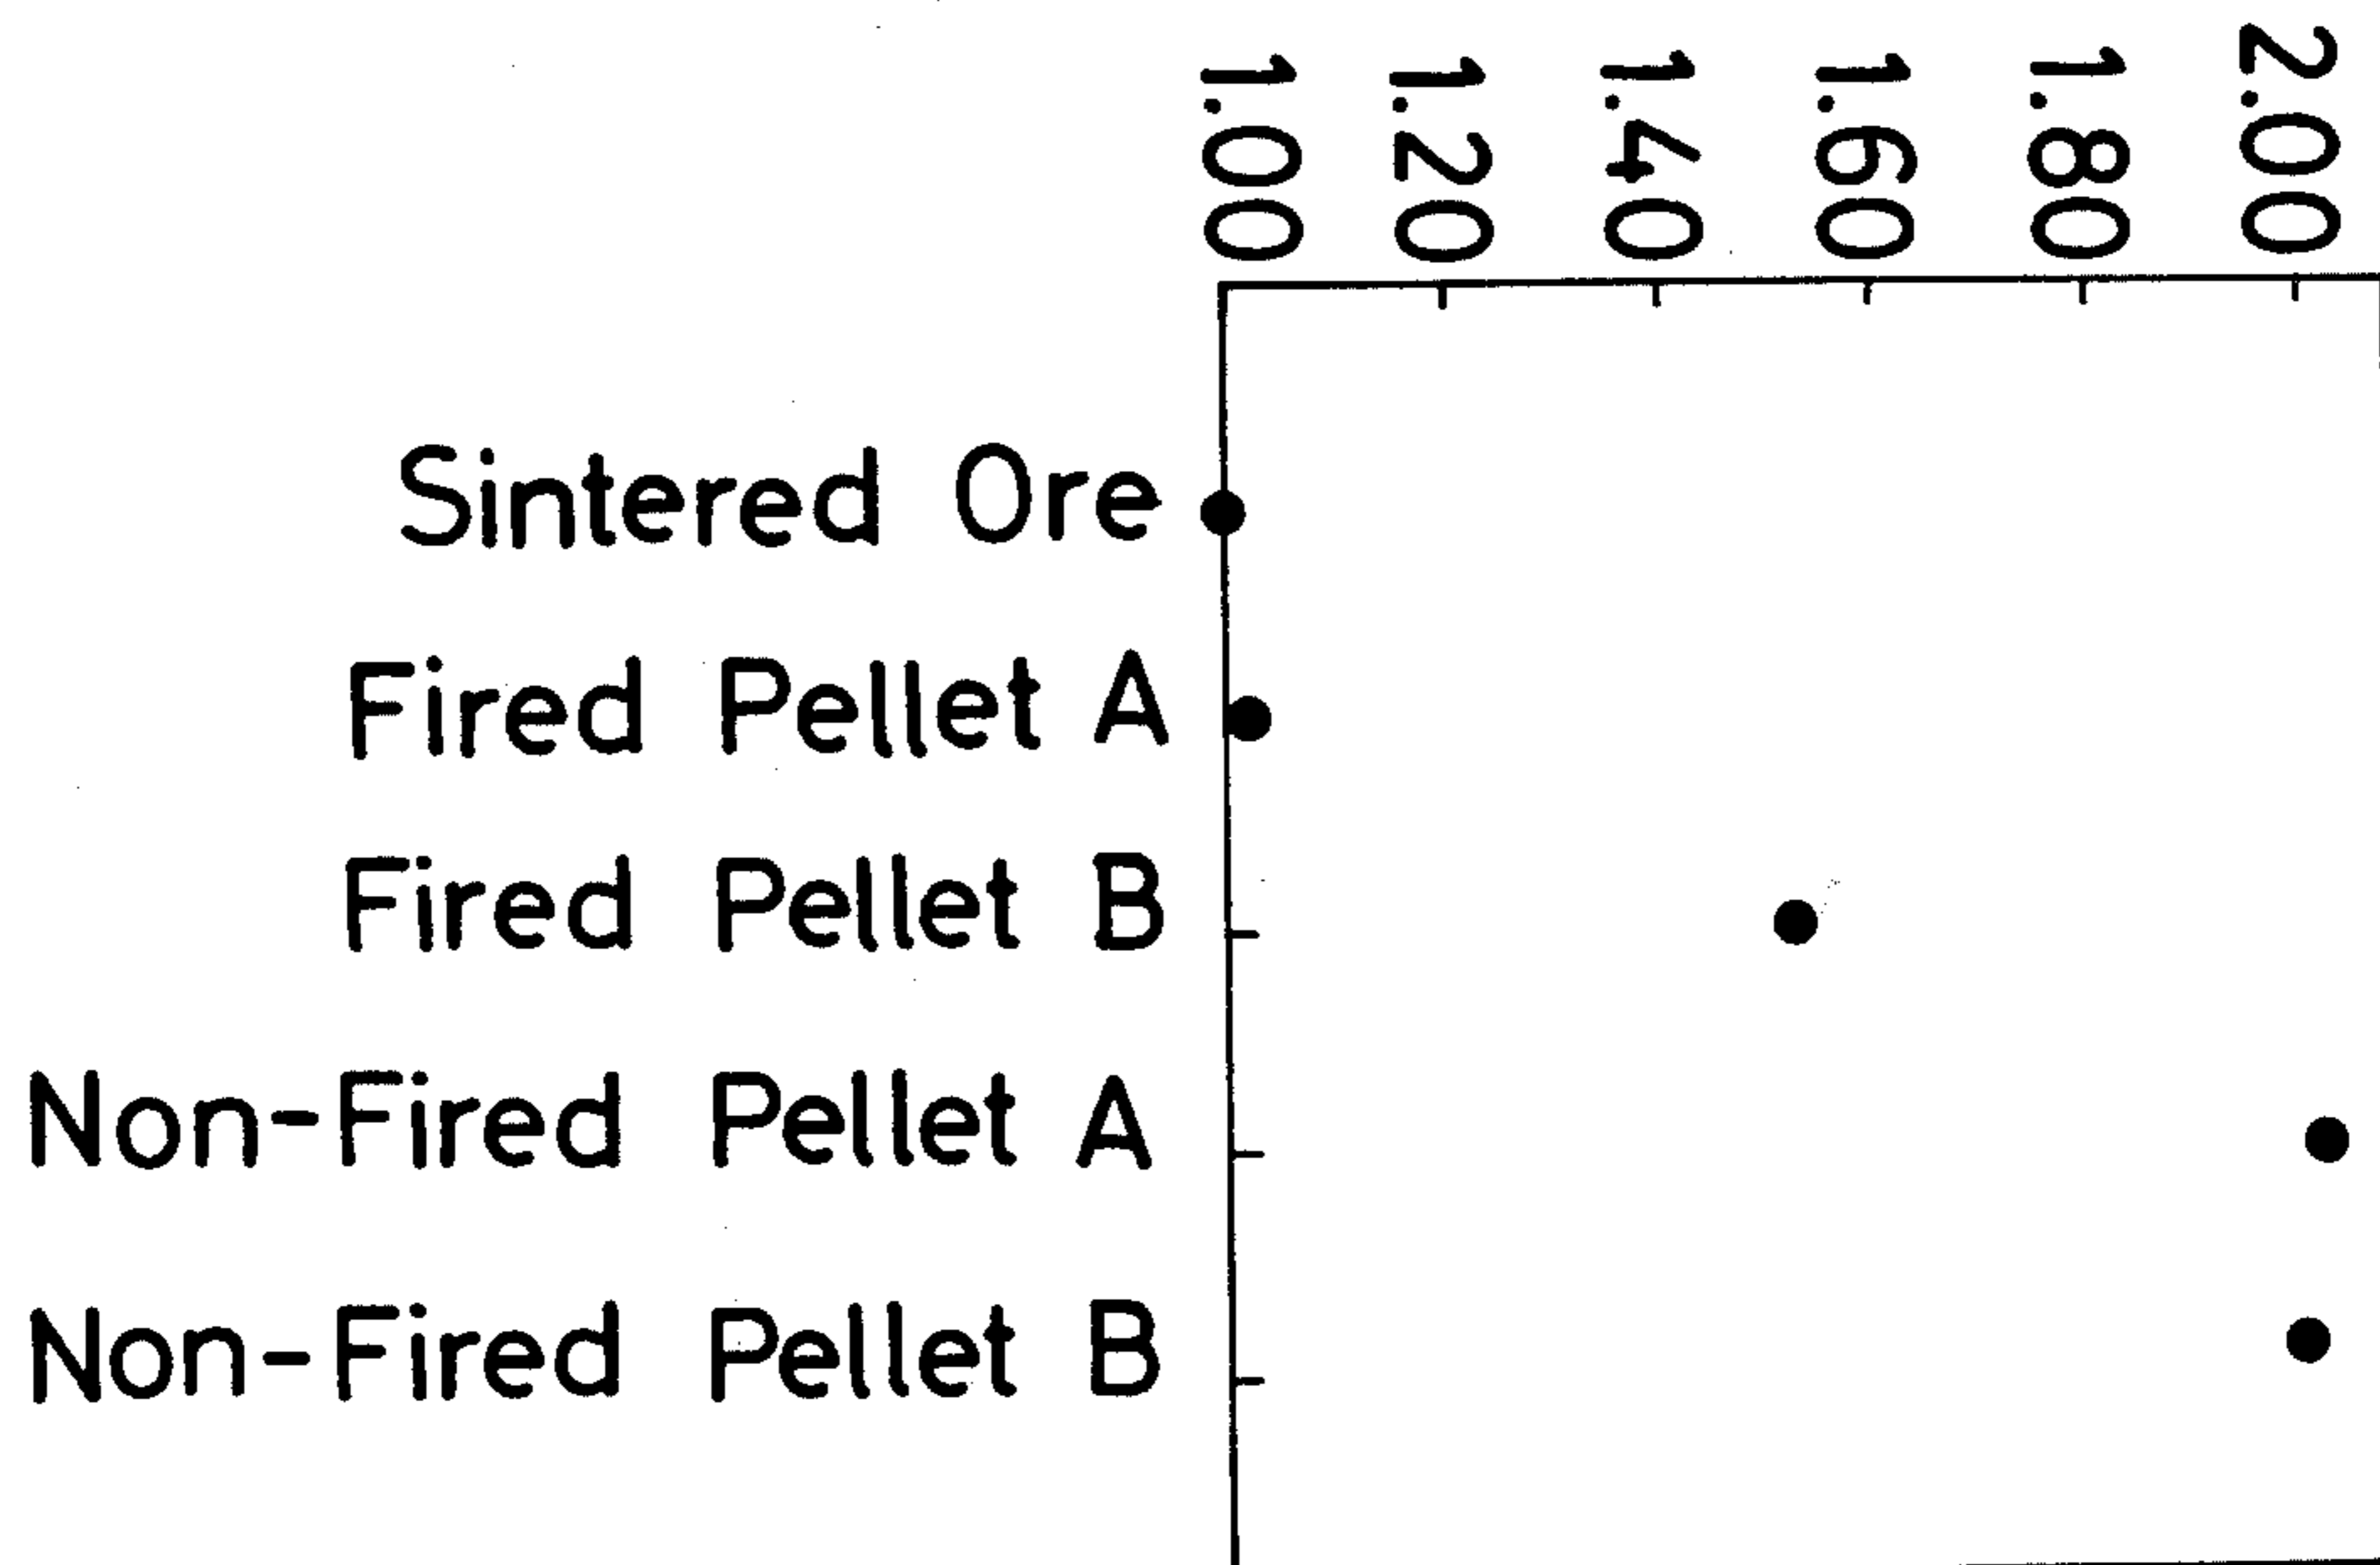 1.00
1.20
1.40
1.60
1.80
2.00
Sintered Ore
Fired Pellet A
Fired Pellet B
Non-Fired Pellet A
Non-Fired Pellet B